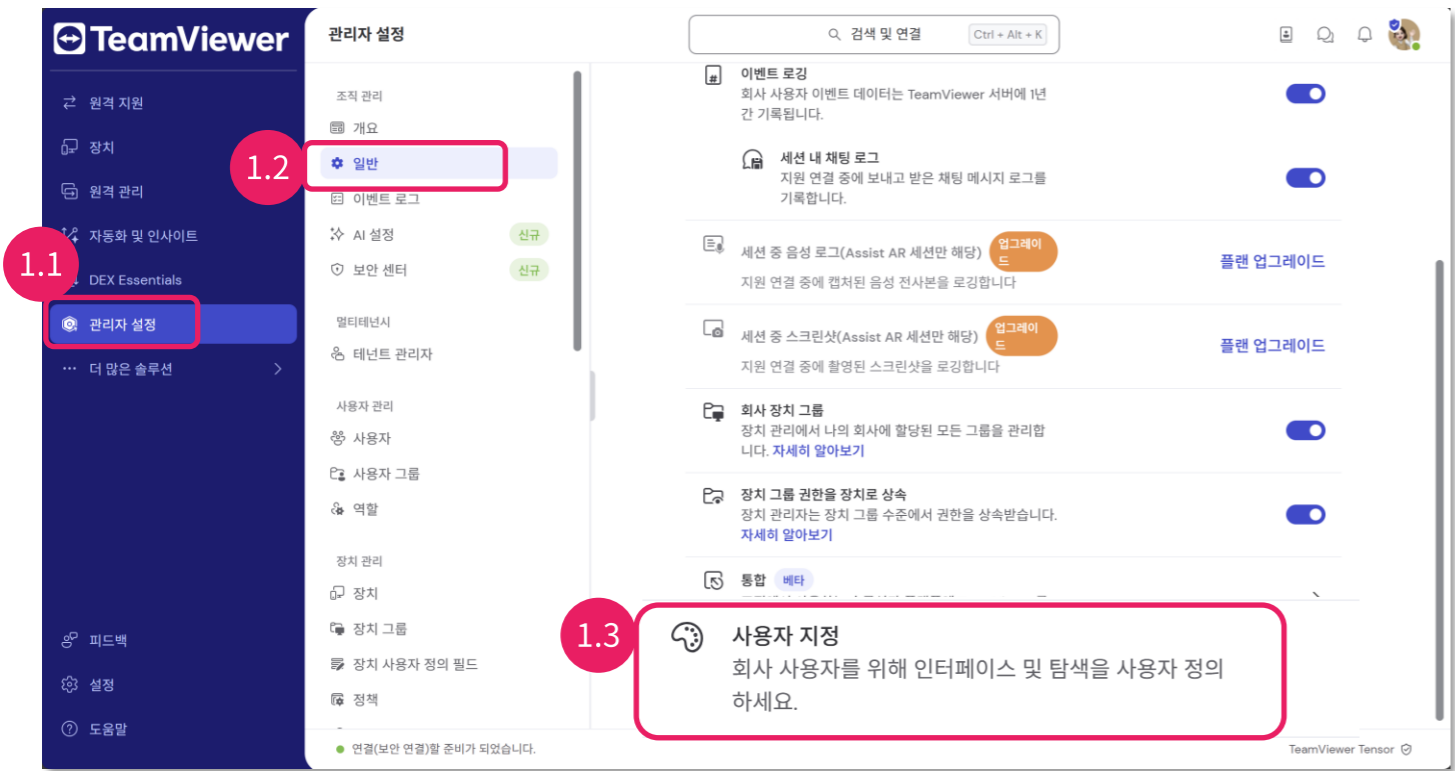 TeamViewer
원격 지원
장치
원격 관리
자동화 및 인사이트
1.1
DEX Essentials
관리자 설정
더 많은 솔루션
피드백
설정
도움말
관리자 설정
검색 및 연결
Ctrl + Alt + K
조직 관리
개요
1.2
일반
이벤트 로그
AI 설정
신규
보안 센터
신규
멀티테넌시
테넌트 관리자
사용자 관리
사용자
사용자 그룹
역할
장치 관리
장치
장치 그룹
장치 사용자 정의 필드
정책
이벤트 로깅
회사 사용자 이벤트 데이터는 TeamViewer 서버에 1년
간 기록됩니다.
세션 내 채팅 로그
지원 연결 중에 보내고 받은 채팅 메시지 로그를
기록합니다.
세션 중 음성 로그(Assist AR 세션만 해당)
업그레이
드
지원 연결 중에 캡처된 음성 전사본을 로깅합니다
플랜 업그레이드
세션 중 스크린샷(Assist AR 세션만 해당)
업그레이
드
지원 연결 중에 촬영된 스크린샷을 로깅합니다
플랜 업그레이드
회사 장치 그룹
장치 관리에서 나의 회사에 할당된 모든 그룹을 관리합
니다. 자세히 알아보기
장치 그룹 권한을 장치로 상속
장치 관리자는 장치 그룹 수준에서 권한을 상속받습니다.
자세히 알아보기
통합 베타
1.3
사용자 지정
회사 사용자를 위해 인터페이스 및 탐색을 사용자 정의
하세요.
연결(보안 연결)할 준비가 되었습니다.
TeamViewer Tensor